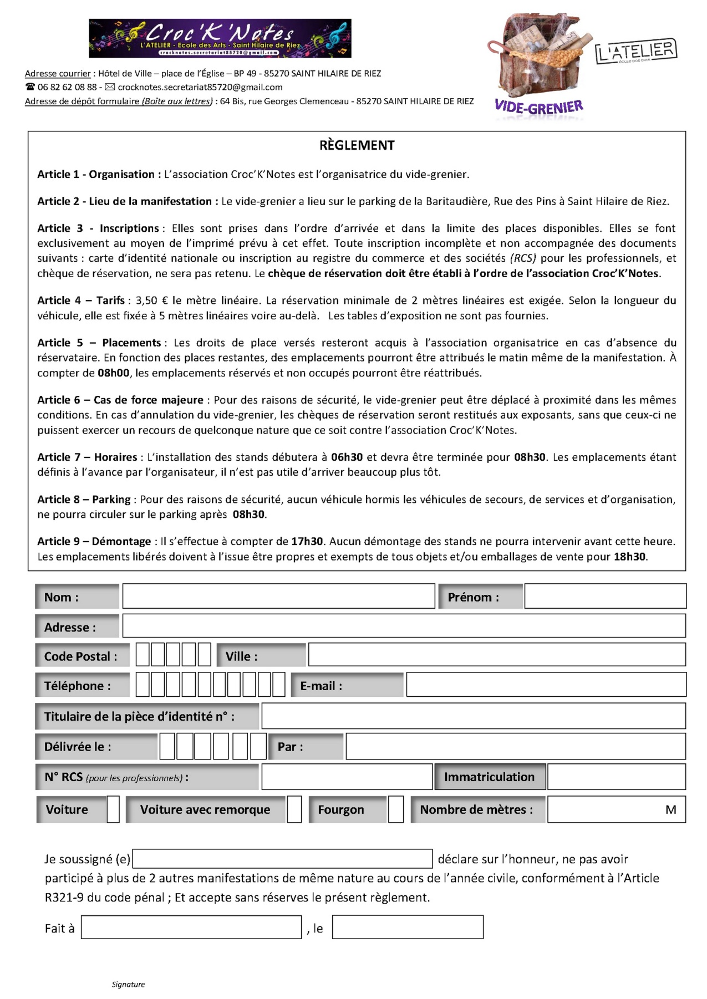 Croc'K'Notes
L'ATELIER - Ecole des Arts - Saint Hilaire de Riez
crocknotes.secretariat85720@gmail.com
L'ATELIER
ÉCOLE DES ARTS
Adresse courrier : Hôtel de Ville – place de l’Église – BP 49 - 85270 SAINT HILAIRE DE RIEZ
☎ 06 82 62 08 88 - ✉ crocknotes.secretariat85720@gmail.com
Adresse de dépôt formulaire (Boîte aux lettres) : 64 Bis, rue Georges Clemenceau - 85270 SAINT HILAIRE DE RIEZ
VIDE-GRENIER
RÈGLEMENT
Article 1 - Organisation : L’association Croc’K’Notes est l’organisatrice du vide-grenier.
Article 2 - Lieu de la manifestation : Le vide-grenier a lieu sur le parking de la Baritaudière, Rue des Pins à Saint Hilaire de Riez.
Article 3 - Inscriptions : Elles sont prises dans l’ordre d’arrivée et dans la limite des places disponibles. Elles se font
exclusivement au moyen de l’imprimé prévu à cet effet. Toute inscription incomplète et non accompagnée des documents
suivants : carte d’identité nationale ou inscription au registre du commerce et des sociétés (RCS) pour les professionnels, et
chèque de réservation, ne sera pas retenu. Le chèque de réservation doit être établi à l’ordre de l’association Croc’K’Notes.
Article 4 – Tarifs : 3,50 € le mètre linéaire. La réservation minimale de 2 mètres linéaires est exigée. Selon la longueur du
véhicule, elle est fixée à 5 mètres linéaires voire au-delà. Les tables d’exposition ne sont pas fournies.
Article 5 – Placements : Les droits de place versés resteront acquis à l’association organisatrice en cas d’absence du
réservataire. En fonction des places restantes, des emplacements pourront être attribués le matin même de la manifestation. À
compter de 08h00, les emplacements réservés et non occupés pourront être réattribués.
Article 6 – Cas de force majeure : Pour des raisons de sécurité, le vide-grenier peut être déplacé à proximité dans les mêmes
conditions. En cas d’annulation du vide-grenier, les chèques de réservation seront restitués aux exposants, sans que ceux-ci ne
puissent exercer un recours de quelconque nature que ce soit contre l’association Croc’K’Notes.
Article 7 – Horaires : L’installation des stands débutera à 06h30 et devra être terminée pour 08h30. Les emplacements étant
définis à l’avance par l’organisateur, il n’est pas utile d’arriver beaucoup plus tôt.
Article 8 – Parking : Pour des raisons de sécurité, aucun véhicule hormis les véhicules de secours, de services et d’organisation,
ne pourra circuler sur le parking après 08h30.
Article 9 – Démontage : Il s’effectue à compter de 17h30. Aucun démontage des stands ne pourra intervenir avant cette heure.
Les emplacements libérés doivent à l’issue être propres et exempts de tous objets et/ou emballages de vente pour 18h30.
Nom : Prénom :
Adresse :
Code Postal : Ville :
Téléphone : E-mail :
Titulaire de la pièce d’identité n° :
Délivrée le : Par :
N° RCS (pour les professionnels) : Immatriculation
Voiture Voiture avec remorque Fourgon Nombre de mètres : M
Je soussigné (e) déclare sur l’honneur, ne pas avoir
participé à plus de 2 autres manifestations de même nature au cours de l’année civile, conformément à l’Article
R321-9 du code pénal ; Et accepte sans réserves le présent règlement.
Fait à , le
Signature